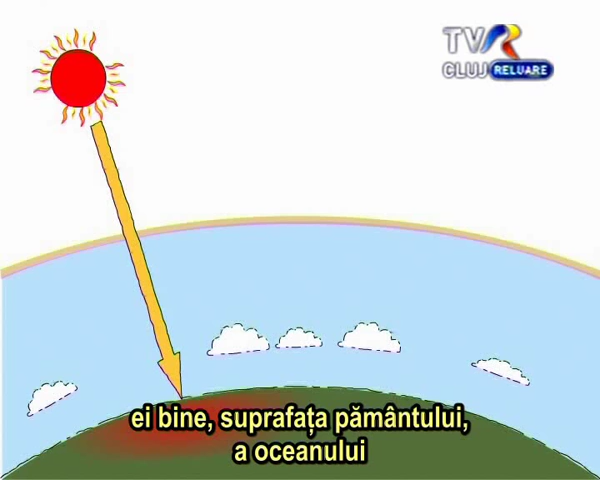 TVR
CLUJ RELUARE
ei bine, suprafața pământului,
a oceanului